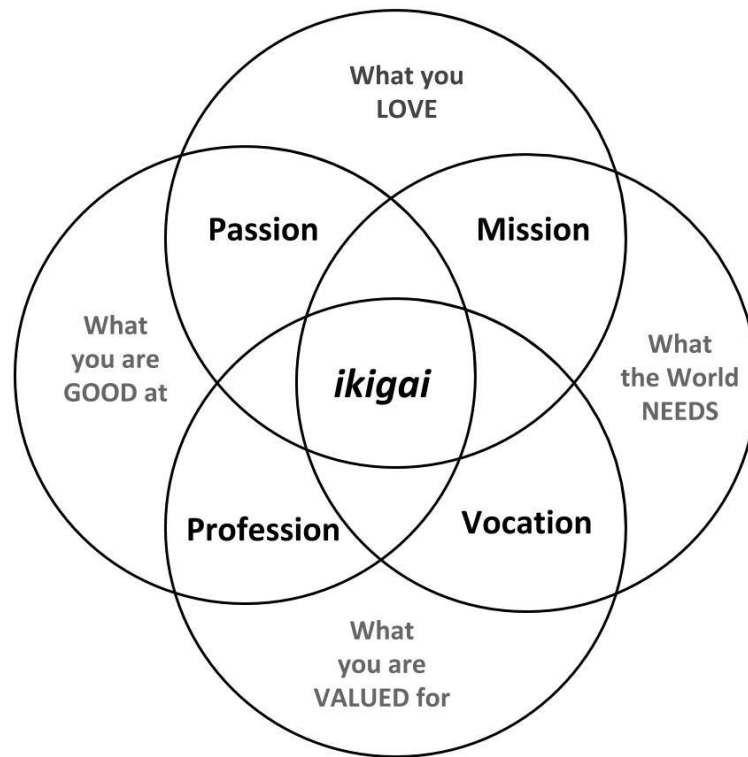 What you
LOVE
Passion
Mission
What
you are
GOOD at
ikigai
What
the World
NEEDS
Profession
Vocation
What
you are
VALUED for